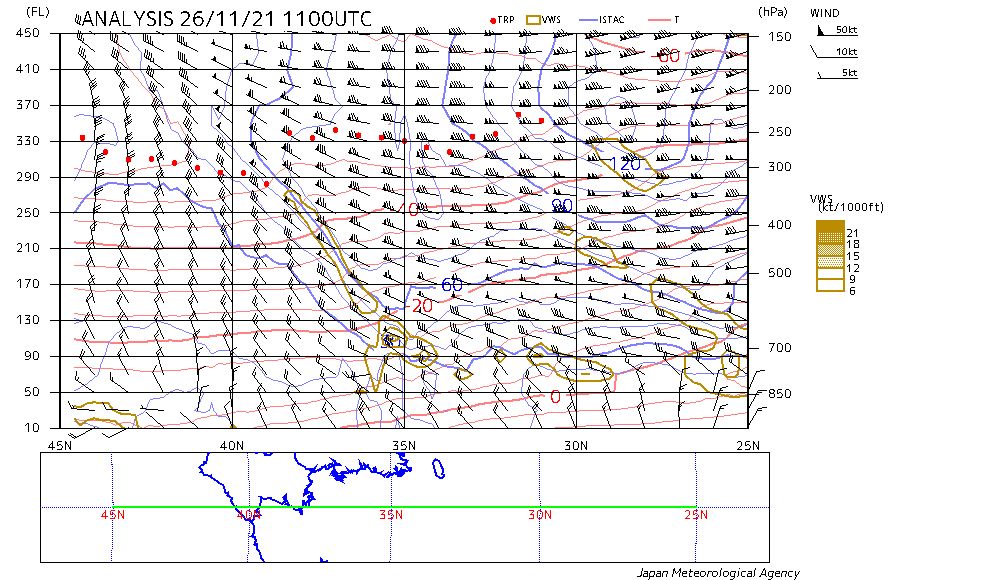 (FL) ANALYSIS 26/11/21 1100UTC TRP VWS ISTAC T (hPa) WIND
450 150 50kt
410 10kt
370 200 5kt
330 250
290 300
250 400
210 500
170 700
130 850
90
50
10
-60
120
90
-40
60
-20
0
VWS
(kt/1000ft)
21
18
15
12
9
6
45N 40N 35N 30N 25N
45N 40N 35N 30N 25N
Japan Meteorological Agency